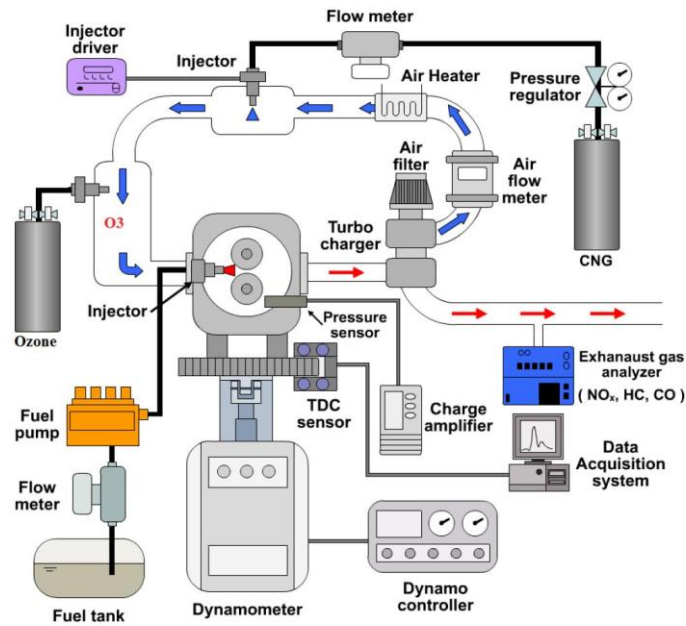 Flow meter
Injector
driver
Injector
Air Heater
Pressure
regulator
Air
filter
Air
flow
meter
O3
Turbo
charger
CNG
Injector
Pressure
sensor
Ozone
Exhanaust gas
analyzer
( NOₓ, HC, CO )
Fuel
pump
TDC
sensor
Charge
amplifier
Data
Acquisition
system
Flow
meter
Fuel tank
Dynamometer
Dynamo
controller